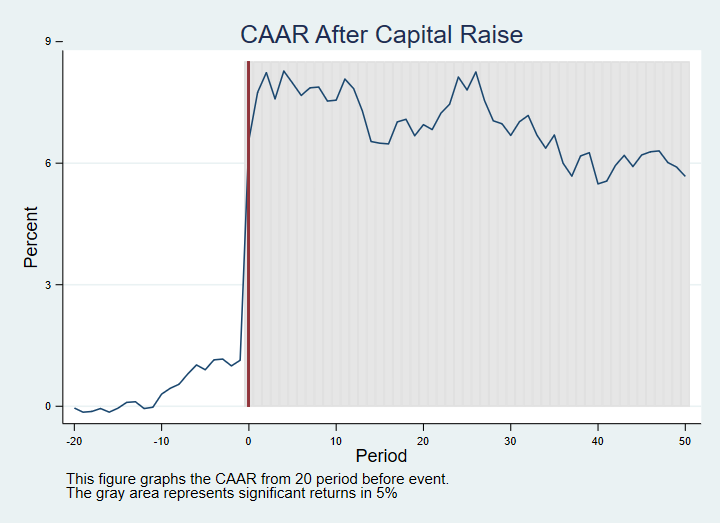 CAAR After Capital Raise
9
6
3
0
Percent
-20 -10 0 10 20 30 40 50
Period
This figure graphs the CAAR from 20 period before event.
The gray area represents significant returns in 5%